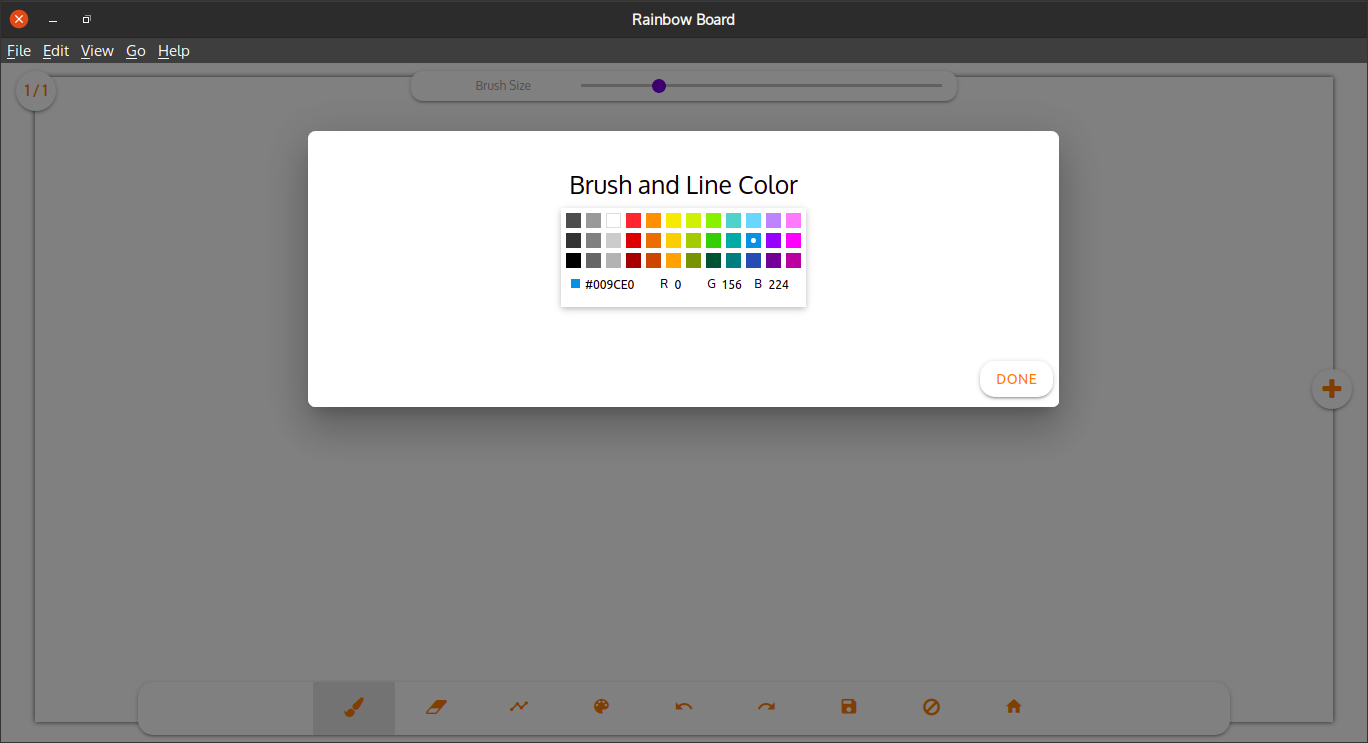 Rainbow Board
File Edit View Go Help
1 / 1
Brush Size
Brush and Line Color
#009CE0 R 0 G 156 B 224
DONE